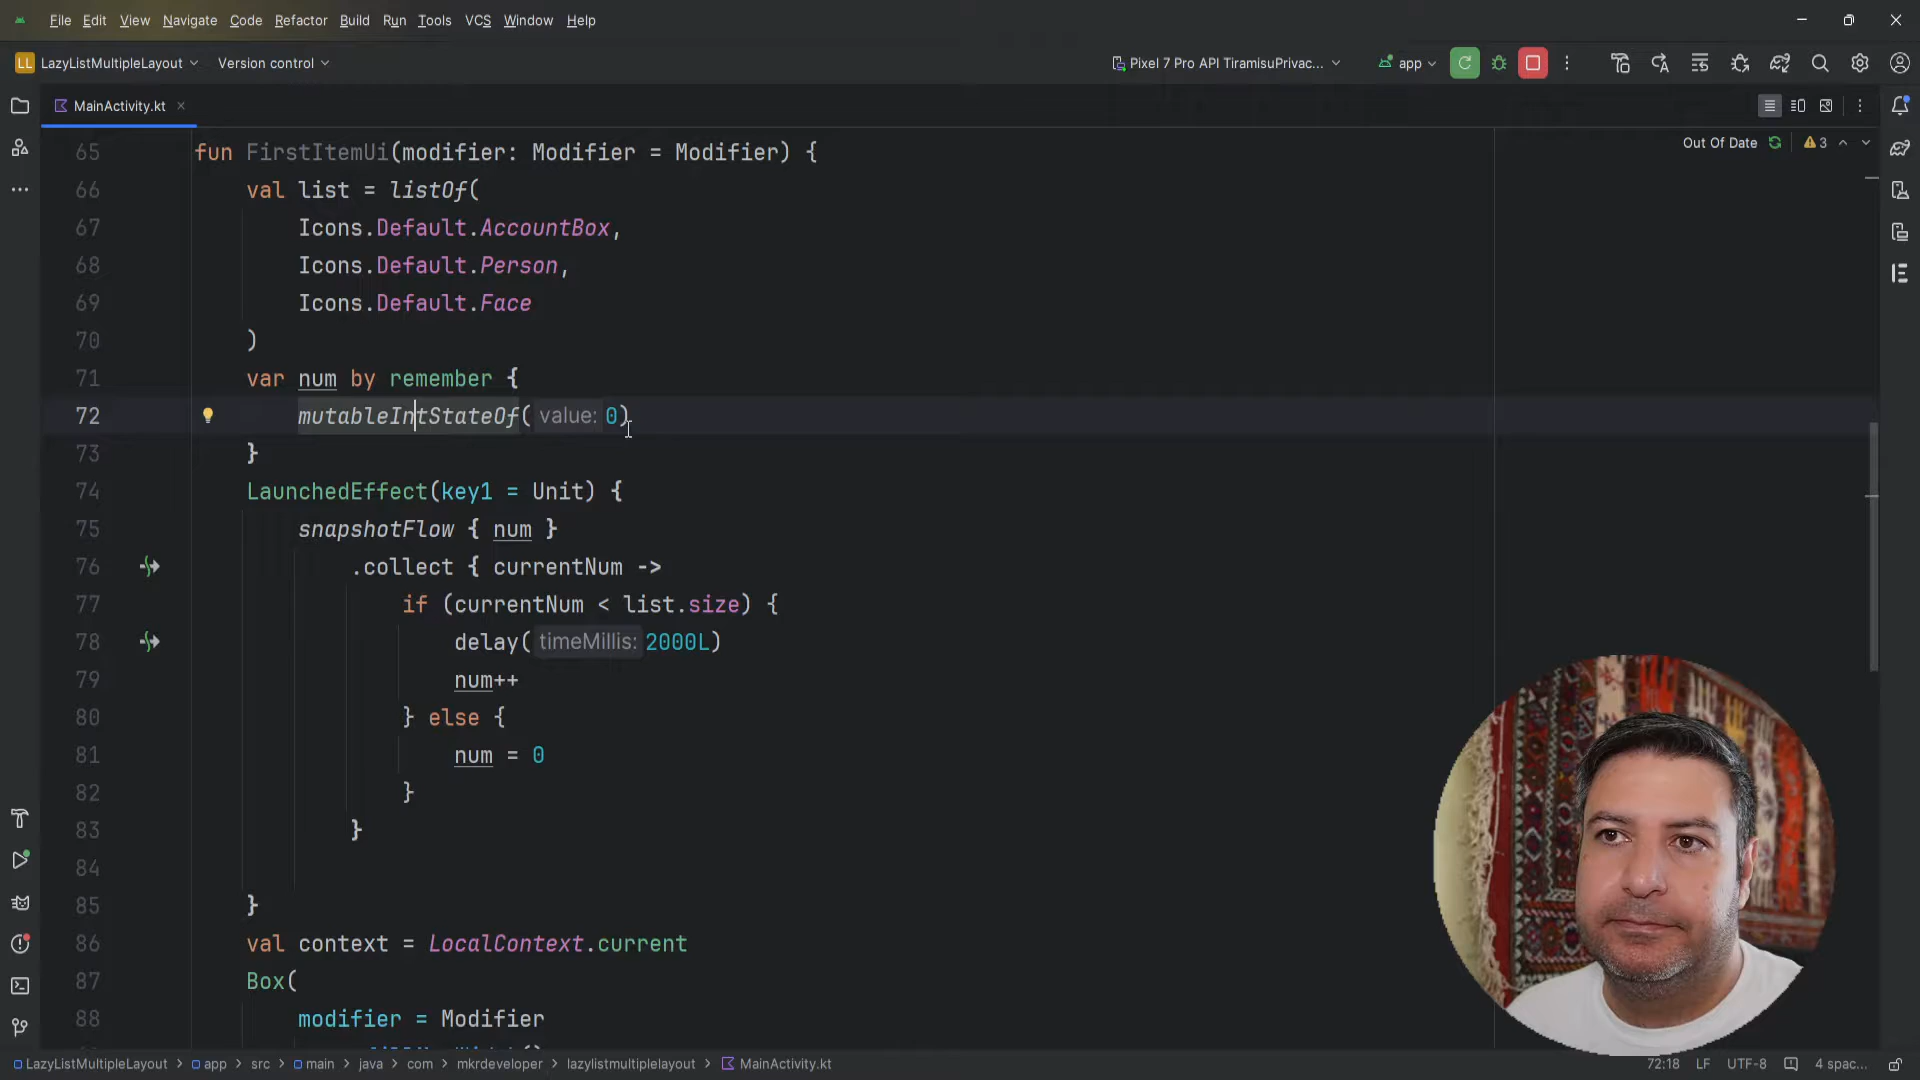 File Edit View Navigate Code Refactor Build Run Tools VCS Window Help
LL LazyListMultipleLayout Version control Pixel 7 Pro API TiramisuPrivac... app
MainActivity.kt
Out Of Date 3
65 fun FirstItemUi(modifier: Modifier = Modifier) {
66 val list = listOf(
67 Icons.Default.AccountBox,
68 Icons.Default.Person,
69 Icons.Default.Face
70 )
71 var num by remember {
72 mutableIntStateOf( value: 0)
73 }
74 LaunchedEffect(key1 = Unit) {
75 snapshotFlow { num }
76 .collect { currentNum ->
77 if (currentNum < list.size) {
78 delay( timeMillis: 2000L)
79 num++
80 } else {
81 num = 0
82 }
83 }
84
85 }
86 val context = LocalContext.current
87 Box(
88 modifier = Modifier
LazyListMultipleLayout > app > src > main > java > com > mkrdeveloper > lazylistmultiplelayout > MainActivity.kt 72:18 LF UTF-8 4 spac...